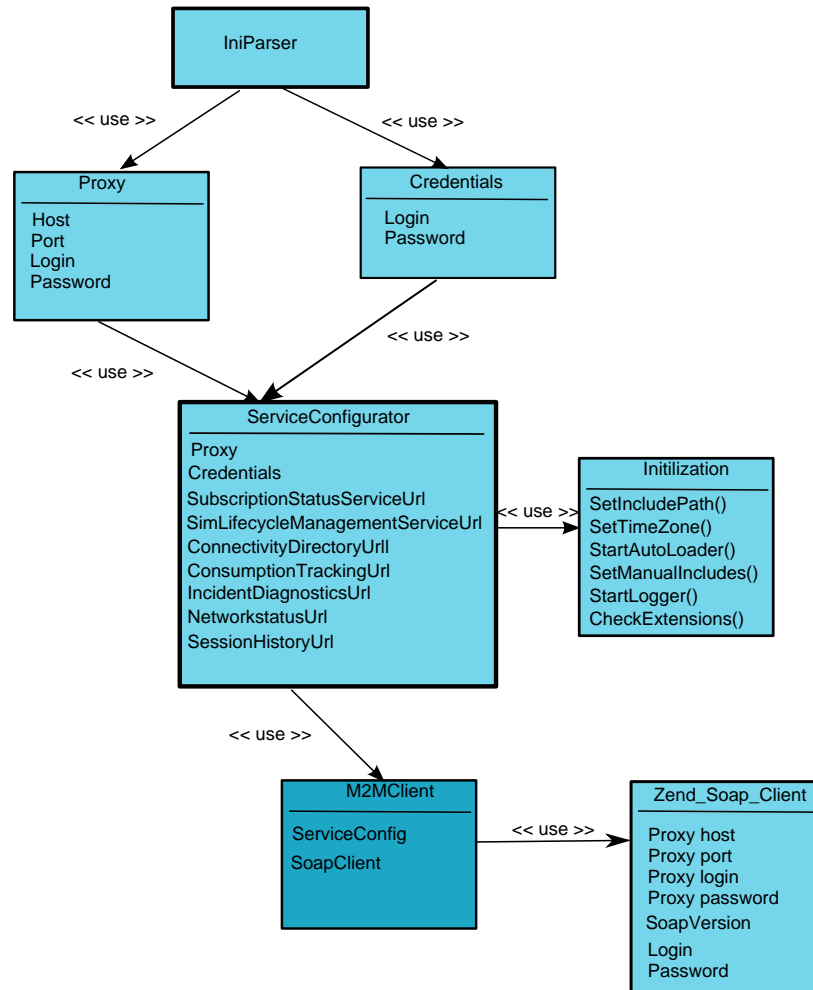 IniParser
<< use >>
<< use >>
Proxy
Host
Port
Login
Password
Credentials
Login
Password
<< use >>
<< use >>
ServiceConfigurator
Proxy
Credentials
SubscriptionStatusServiceUrl
SimLifecycleManagementServiceUrl
ConnectivityDirectoryUrll
ConsumptionTrackingUrl
IncidentDiagnosticsUrl
NetworkstatusUrl
SessionHistoryUrl
<< use >>
Initilization
SetIncludePath()
SetTimeZone()
StartAutoLoader()
SetManualIncludes()
StartLogger()
CheckExtensions()
<< use >>
M2MClient
ServiceConfig
SoapClient
<< use >>
Zend_Soap_Client
Proxy host
Proxy port
Proxy login
Proxy password
SoapVersion
Login
Password